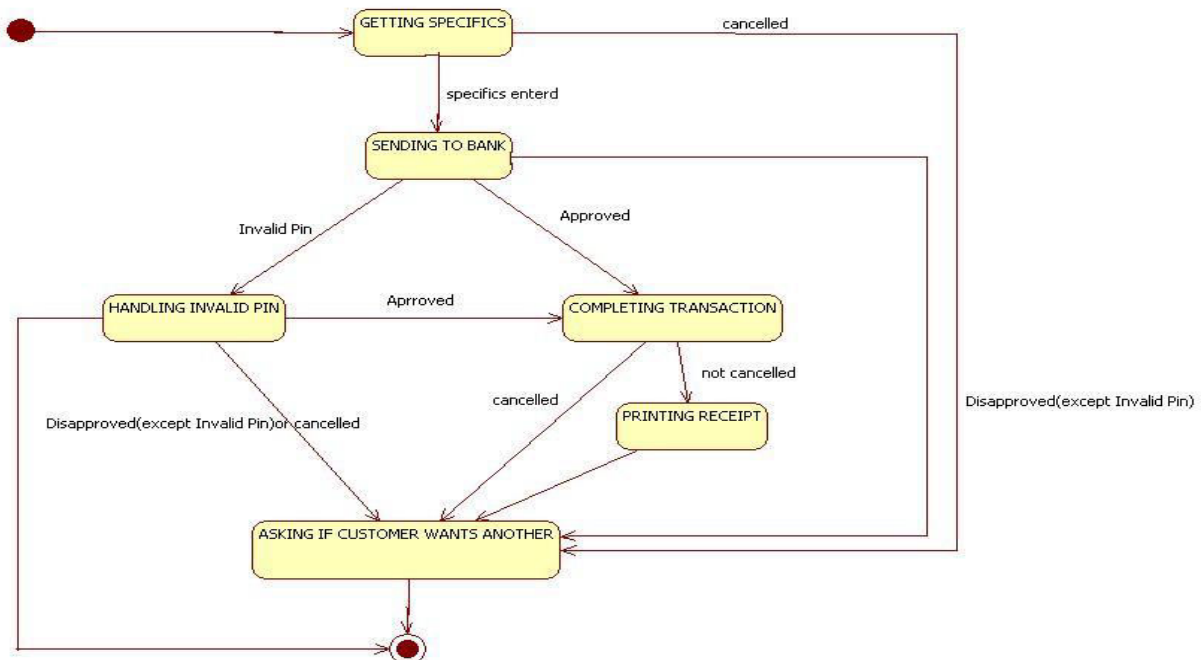 GETTING SPECIFICS
cancelled
specifics enterd
SENDING TO BANK
Invalid Pin
Approved
HANDLING INVALID PIN
Aprroved
COMPLETING TRANSACTION
not cancelled
cancelled
Disapproved(except Invalid Pin)
PRINTING RECEIPT
Disapproved(except Invalid Pin)or cancelled
ASKING IF CUSTOMER WANTS ANOTHER